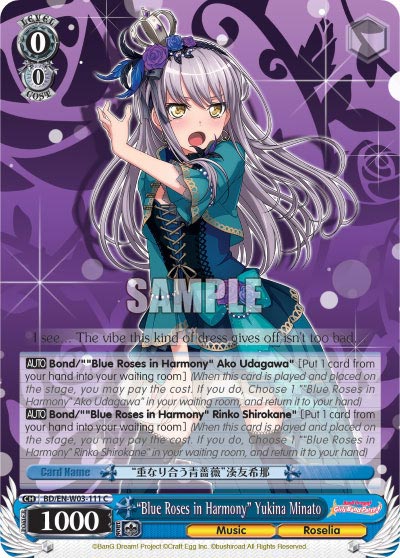 LEVEL
0
0
COST
SAMPLE
I see... The vibe this kind of dress gives off isn't too bad...
AUTO Bond/""Blue Roses in Harmony" Ako Udagawa" [Put 1 card from
your hand into your waiting room] (When this card is played and placed on
the stage, you may pay the cost. If you do, Choose 1 "“Blue Roses in
Harmony” Ako Udagawa" in your waiting room, and return it to your hand)
AUTO Bond/""Blue Roses in Harmony" Rinko Shirokane" [Put 1 card from
your hand into your waiting room] (When this card is played and placed on
the stage, you may pay the cost. If you do, Choose 1 "“Blue Roses in
Harmony” Rinko Shirokane" in your waiting room, and return it to your hand)
Card Name
“重なり合う青薔薇”湊友希那
CH BD/EN-W03-111 C
POWER
1000
“Blue Roses in Harmony” Yukina Minato
Music
Roselia
©BanG Dream! Project ©Craft Egg Inc. ©bushiroad All Rights Reserved.